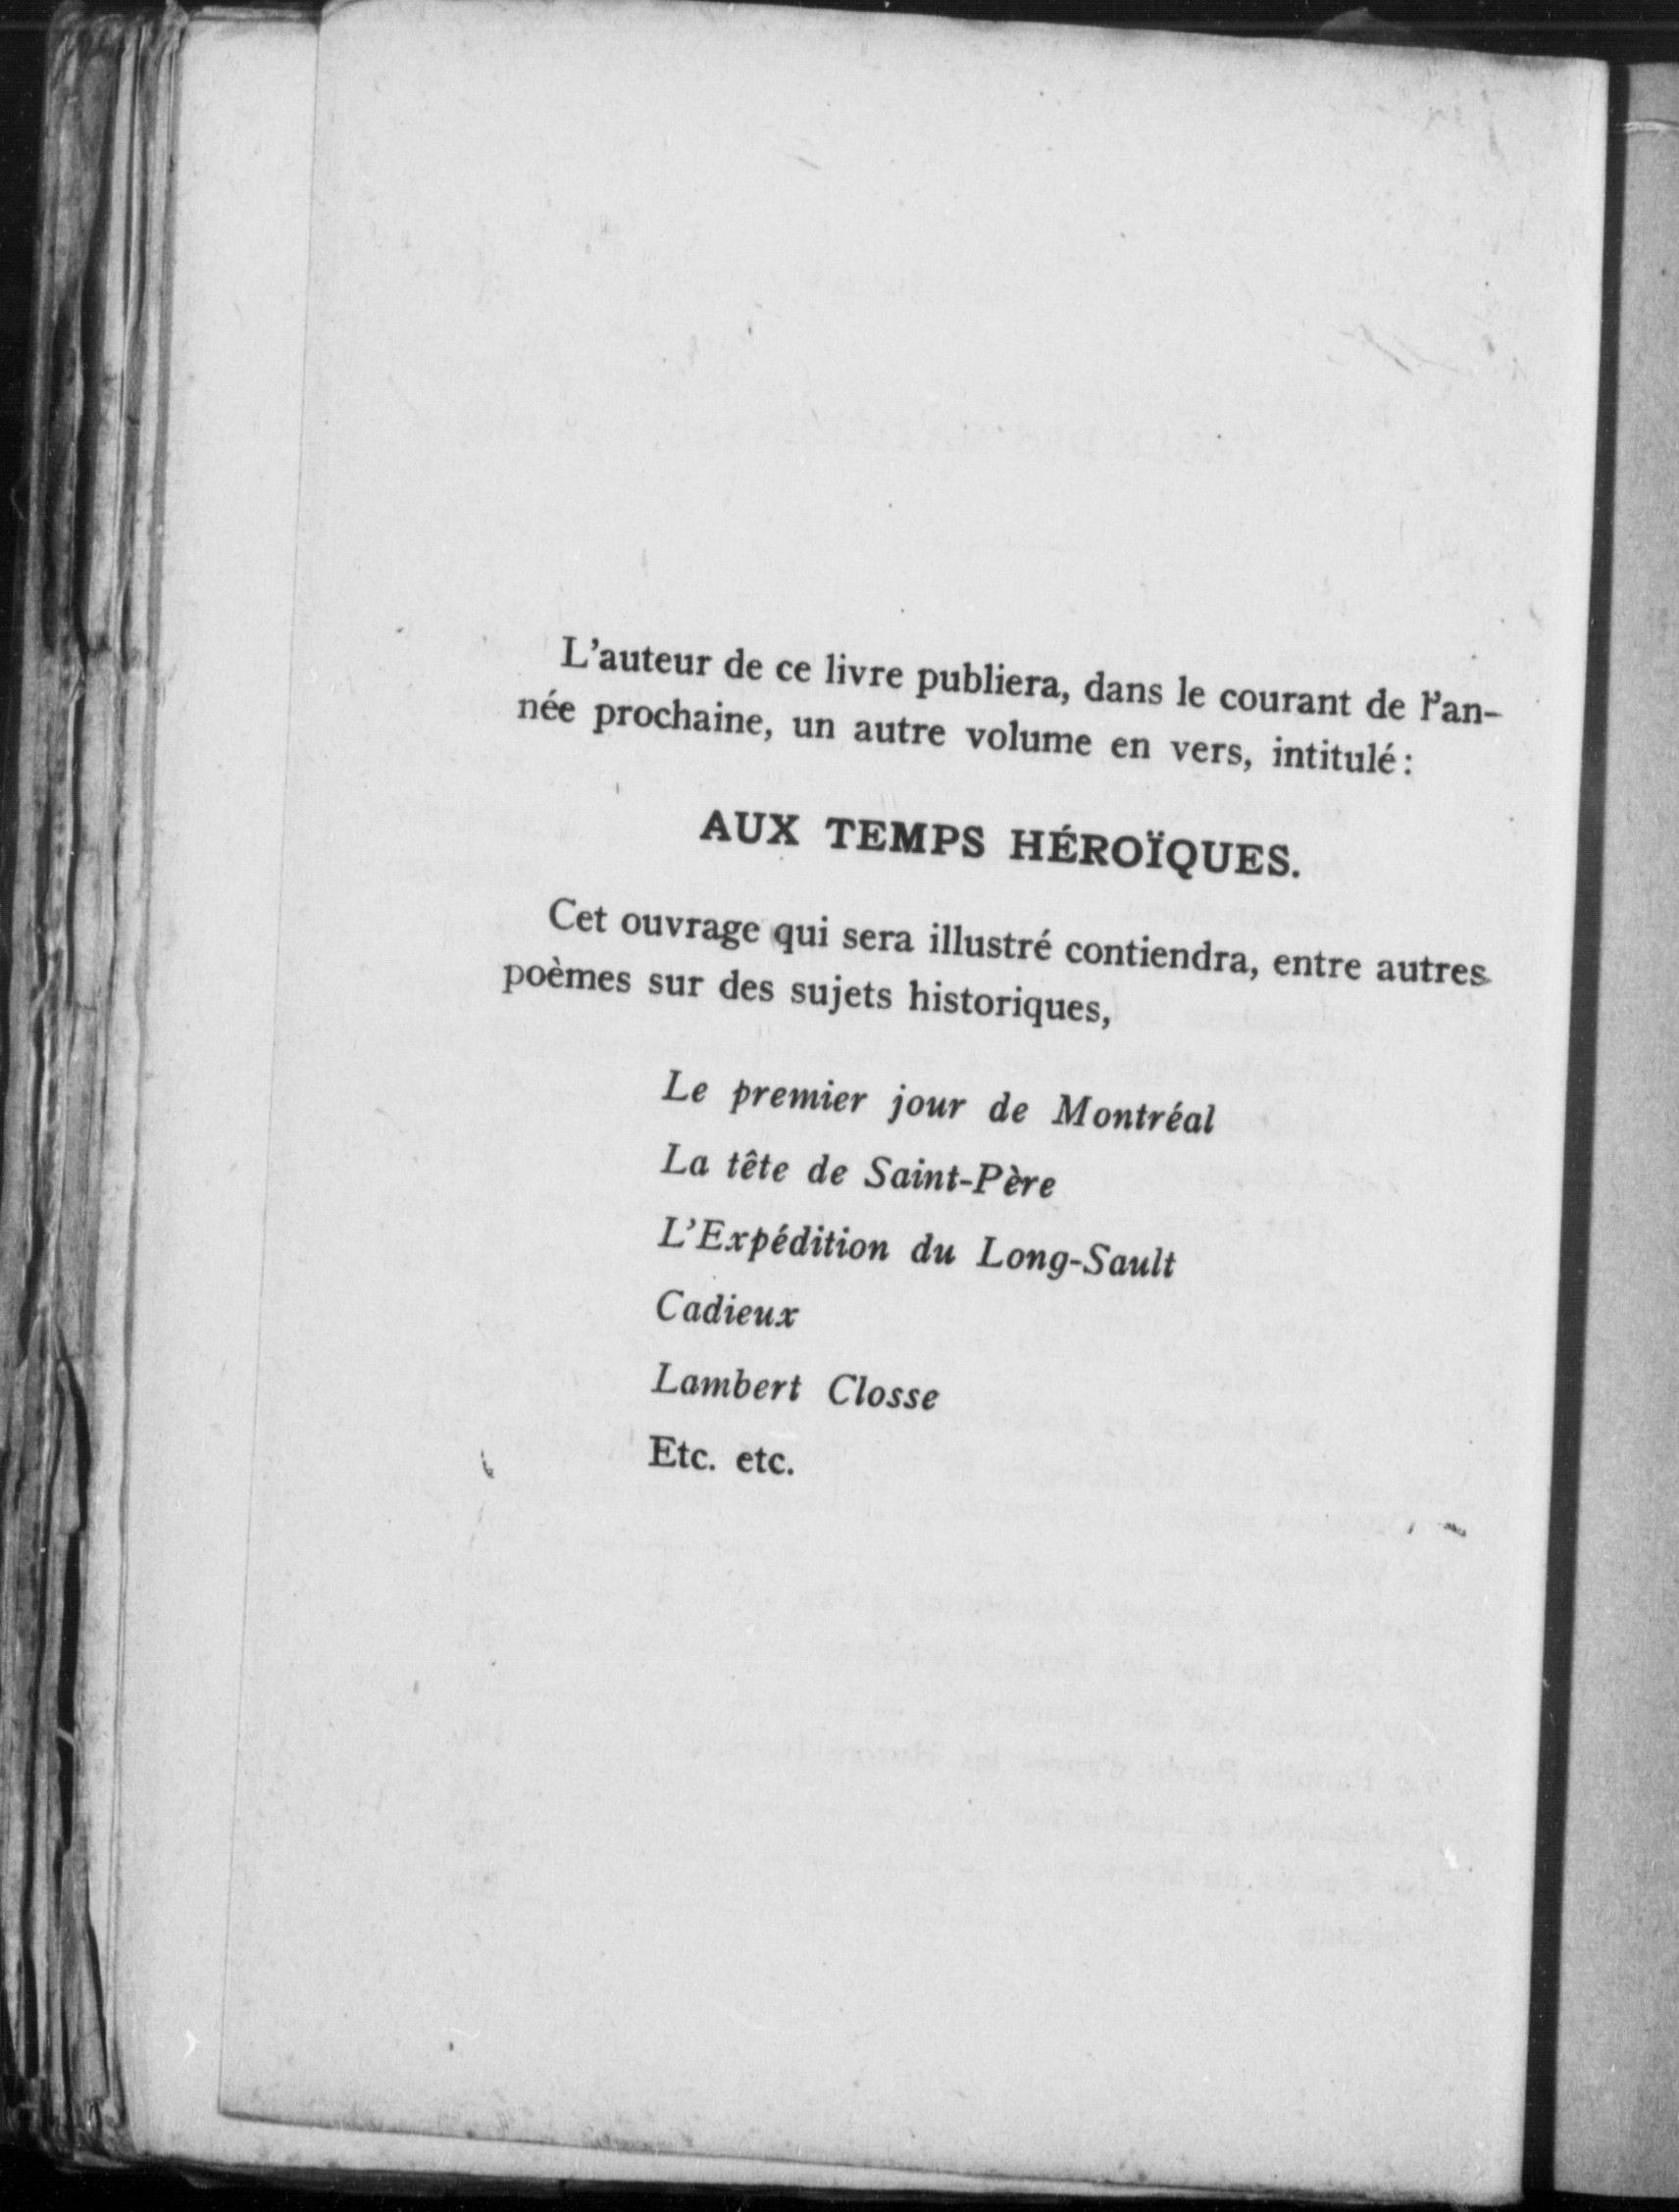 L'auteur de ce livre publiera, dans le courant de l'an-
née prochaine, un autre volume en vers, intitulé:
AUX TEMPS HÉROÏQUES.
Cet ouvrage qui sera illustré contiendra, entre autres
poèmes sur des sujets historiques,
Le premier jour de Montréal
La tête de Saint-Père
L'Expédition du Long-Sault
Cadieux
Lambert Closse
Etc. etc.